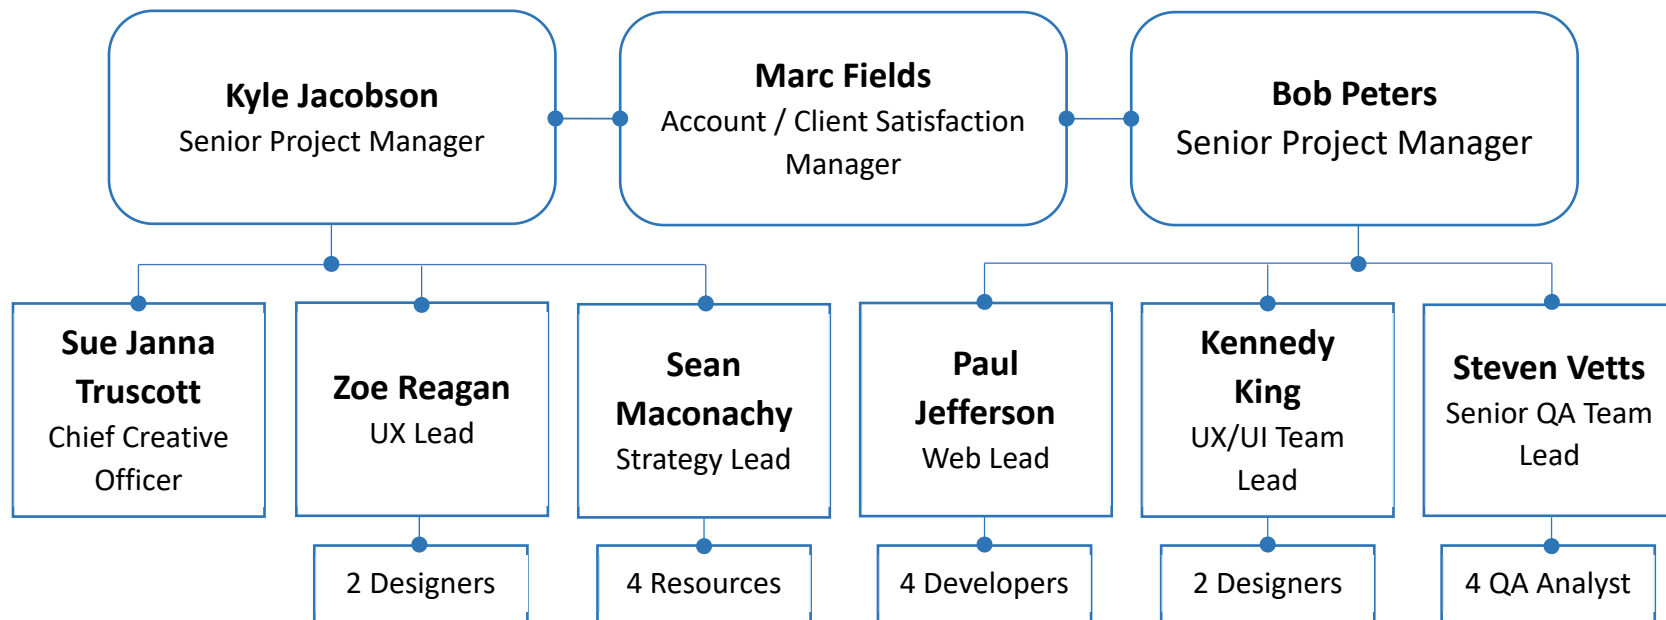 Kyle Jacobson
Senior Project Manager
Marc Fields
Account / Client Satisfaction
Manager
Bob Peters
Senior Project Manager
Sue Janna
Truscott
Chief Creative
Officer
Zoe Reagan
UX Lead
Sean
Maconachy
Strategy Lead
Paul
Jefferson
Web Lead
Kennedy
King
UX/UI Team
Lead
Steven Vetts
Senior QA Team
Lead
2 Designers
4 Resources
4 Developers
2 Designers
4 QA Analyst